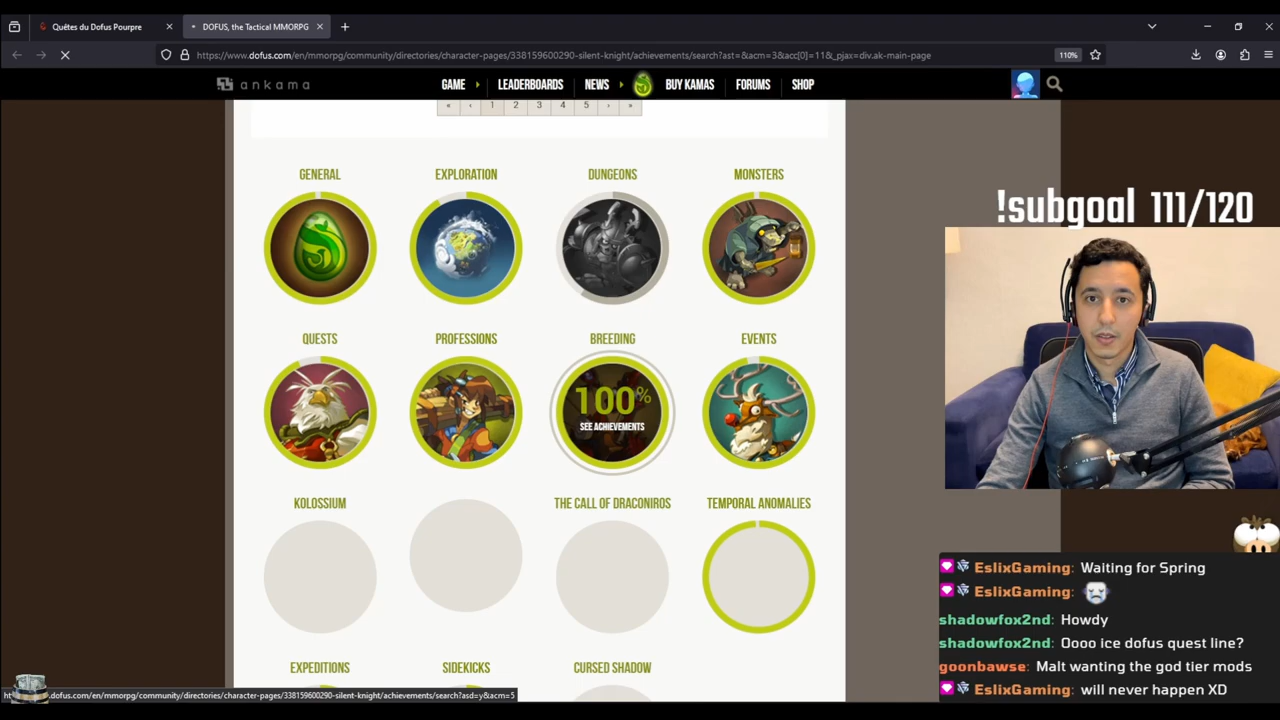 Quêtes du Dofus Pourpre
DOFUS, the Tactical MMORPG
https://www.dofus.com/en/mmorpg/community/directories/character-pages/338159600290-silent-knight/achievements/search?ast=&acm=3&acc[0]=11&_pjax=div.ak-main-page
110%
ankama
GAME
LEADERBOARDS
NEWS
BUY KAMAS
FORUMS
SHOP
« ‹ 1 2 3 4 5 › »
GENERAL
EXPLORATION
DUNGEONS
MONSTERS
QUESTS
PROFESSIONS
BREEDING
EVENTS
100%
SEE ACHIEVEMENTS
KOLOSSIUM
THE CALL OF DRACONIROS
TEMPORAL ANOMALIES
EXPEDITIONS
SIDEKICKS
CURSED SHADOW
.dofus.com/en/mmorpg/community/directories/character-pages/338159600290-silent-knight/achievements/search?asd=y&acm=5
!subgoal 111/120
EslixGaming: Waiting for Spring
EslixGaming:
shadowfox2nd: Howdy
shadowfox2nd: Oooo ice dofus quest line?
goonbawse: Malt wanting the god tier mods
EslixGaming: will never happen XD